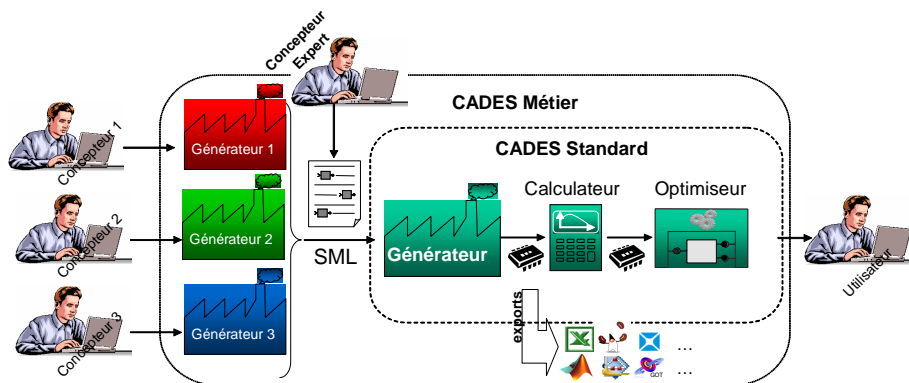 Concepteur
Expert
CADES Métier
CADES Standard
Concepteur 1
Générateur 1
Calculateur
Optimiseur
Concepteur 2
Générateur 2
SML
Générateur
Utilisateur
Concepteur 3
Générateur 3
exports
...
GOT
...